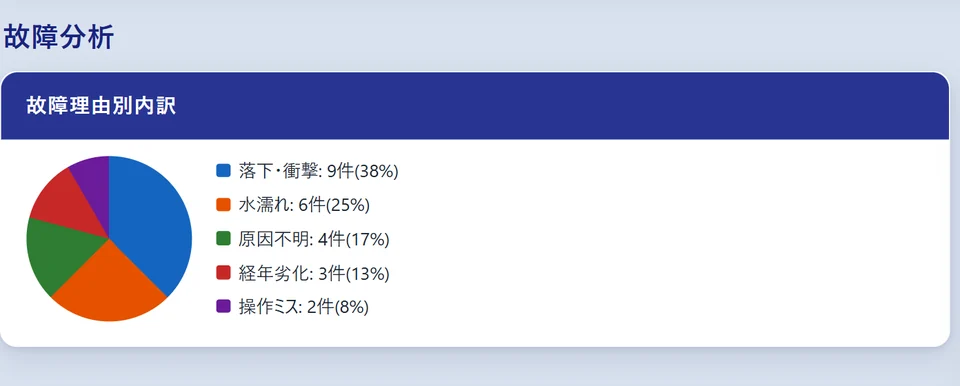 故障分析
故障理由別内訳
落下・衝撃: 9件(38%)
水濡れ: 6件(25%)
原因不明: 4件(17%)
経年劣化: 3件(13%)
操作ミス: 2件(8%)